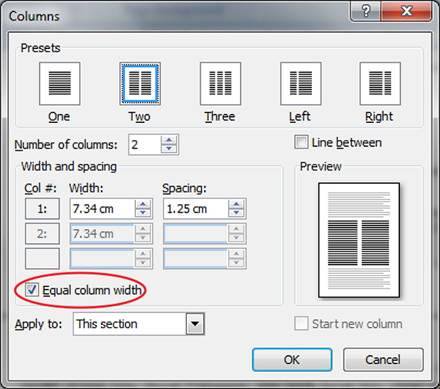 Columns
Presets
One Two Three Left Right
Number of columns: 2
Line between
Width and spacing
Col #: Width: Spacing:
1: 7.34 cm 1.25 cm
2: 7.34 cm
Equal column width
Preview
Apply to: This section
Start new column
OK Cancel